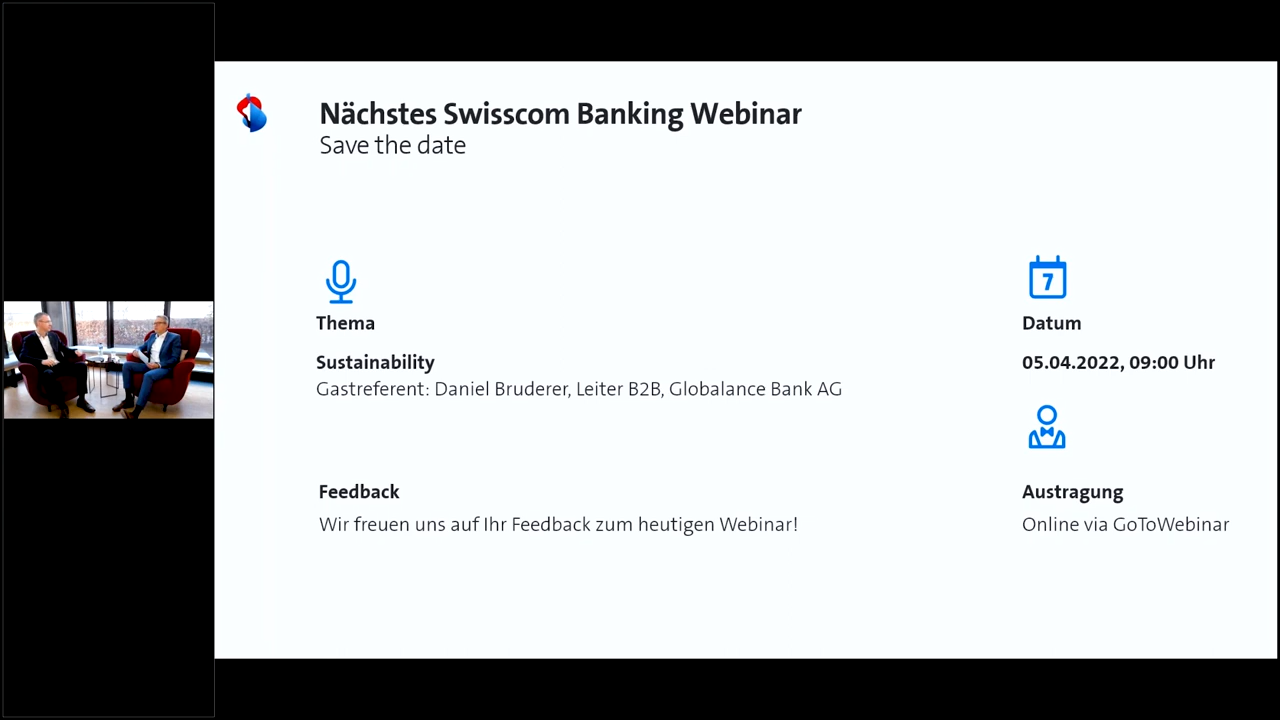 Nächstes Swisscom Banking Webinar
Save the date
7
Thema
Datum
Sustainability
05.04.2022, 09:00 Uhr
Gastreferent: Daniel Bruderer, Leiter B2B, Globalance Bank AG
Feedback
Austragung
Wir freuen uns auf Ihr Feedback zum heutigen Webinar!
Online via GoToWebinar